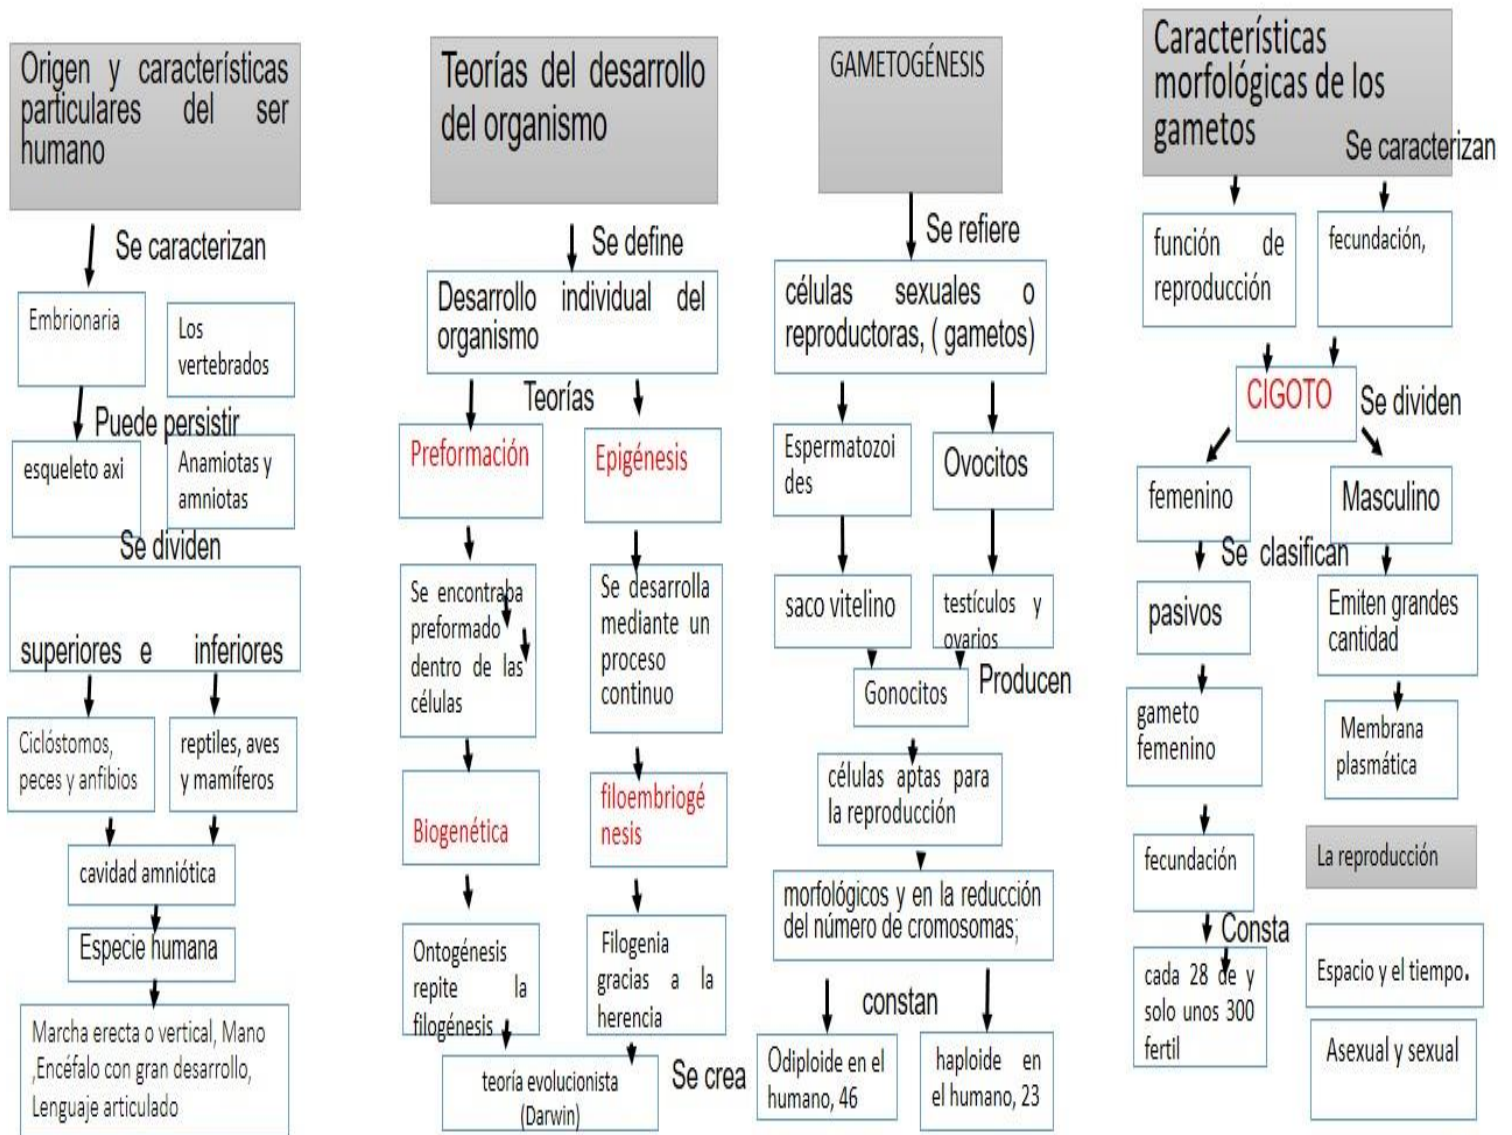 Origen y características
particulares del ser
humano
Se caracterizan
Embrionaria
Los
vertebrados
Puede persistir
esqueleto axi
Anamiotas y
amniotas
Se dividen
superiores e inferiores
Ciclóstomos,
peces y anfibios
reptiles, aves
y mamíferos
cavidad amniótica
Especie humana
Marcha erecta o vertical, Mano
,Encéfalo con gran desarrollo,
Lenguaje articulado
Teorías del desarrollo
del organismo
Se define
Desarrollo individual del
organismo
Teorías
Preformación
Epigénesis
Se encontraba
preformado
dentro de las
células
Se desarrolla
mediante un
proceso
continuo
Biogenética
filoembriogé
nesis
Ontogénesis
repite la
filogénesis
Filogenia
gracias a la
herencia
teoría evolucionista
(Darwin)
Se crea
GAMETOGÉNESIS
Se refiere
células sexuales o
reproductoras, ( gametos)
Espermatozoi
des
Ovocitos
saco vitelino
testículos y
ovarios
Gonocitos
Producen
células aptas para
la reproducción
morfológicos y en la reducción
del número de cromosomas;
constan
Odiploide en el
humano, 46
haploide en
el humano, 23
Características
morfológicas de los
gametos
Se caracterizan
función de
reproducción
fecundación,
CIGOTO
Se dividen
femenino
Masculino
Se clasifican
pasivos
Emiten grandes
cantidad
gameto
femenino
Membrana
plasmática
fecundación
Consta
cada 28 de y
solo unos 300
fertil
La reproducción
Espacio y el tiempo.
Asexual y sexual